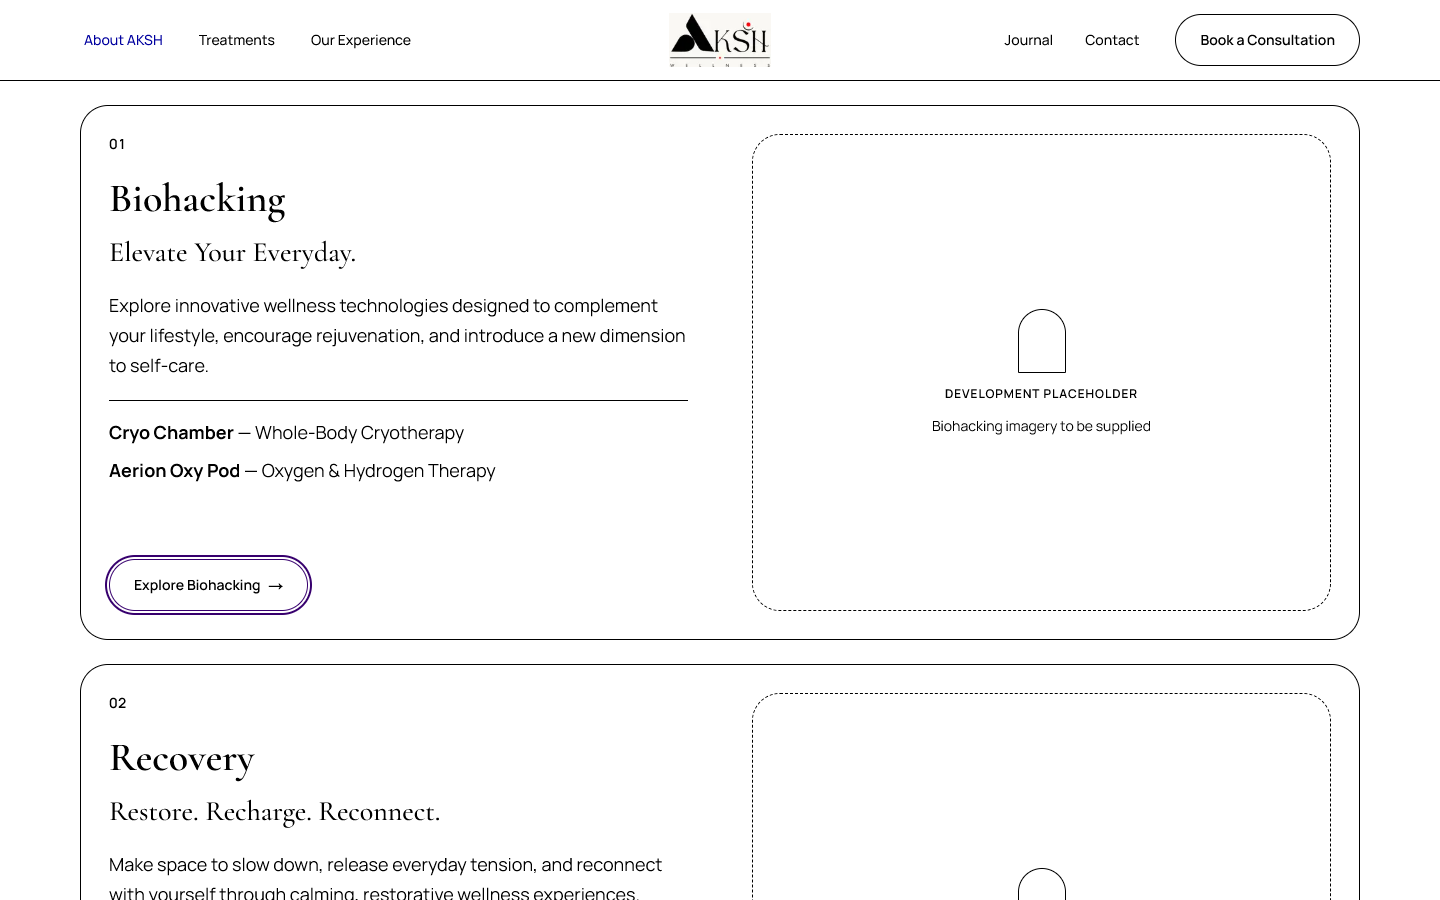 About AKSH
Treatments
Our Experience
AKSH
WELLNESS
Journal
Contact
Book a Consultation
01
Biohacking
Elevate Your Everyday.
Explore innovative wellness technologies designed to complement
your lifestyle, encourage rejuvenation, and introduce a new dimension
to self-care.
Cryo Chamber — Whole-Body Cryotherapy
Aerion Oxy Pod — Oxygen & Hydrogen Therapy
Explore Biohacking →
DEVELOPMENT PLACEHOLDER
Biohacking imagery to be supplied
02
Recovery
Restore. Recharge. Reconnect.
Make space to slow down, release everyday tension, and reconnect
with yourself through calming, restorative wellness experiences.